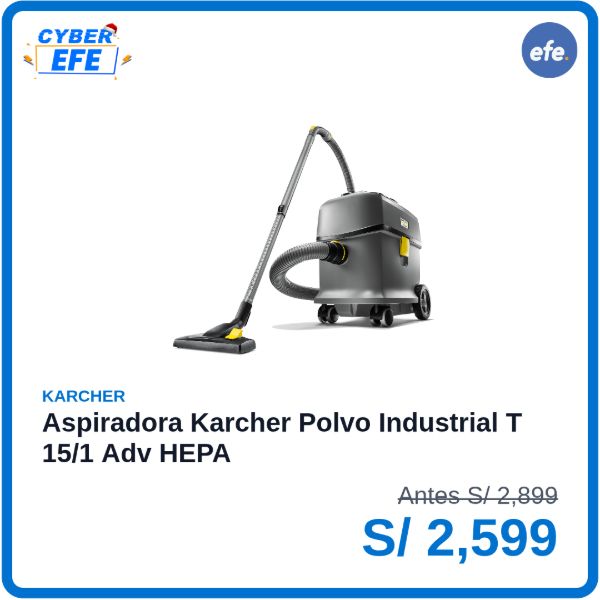 CYBER
EFE
efe.
KARCHER
Aspiradora Karcher Polvo Industrial T
15/1 Adv HEPA
Antes S/ 2,899
S/ 2,599